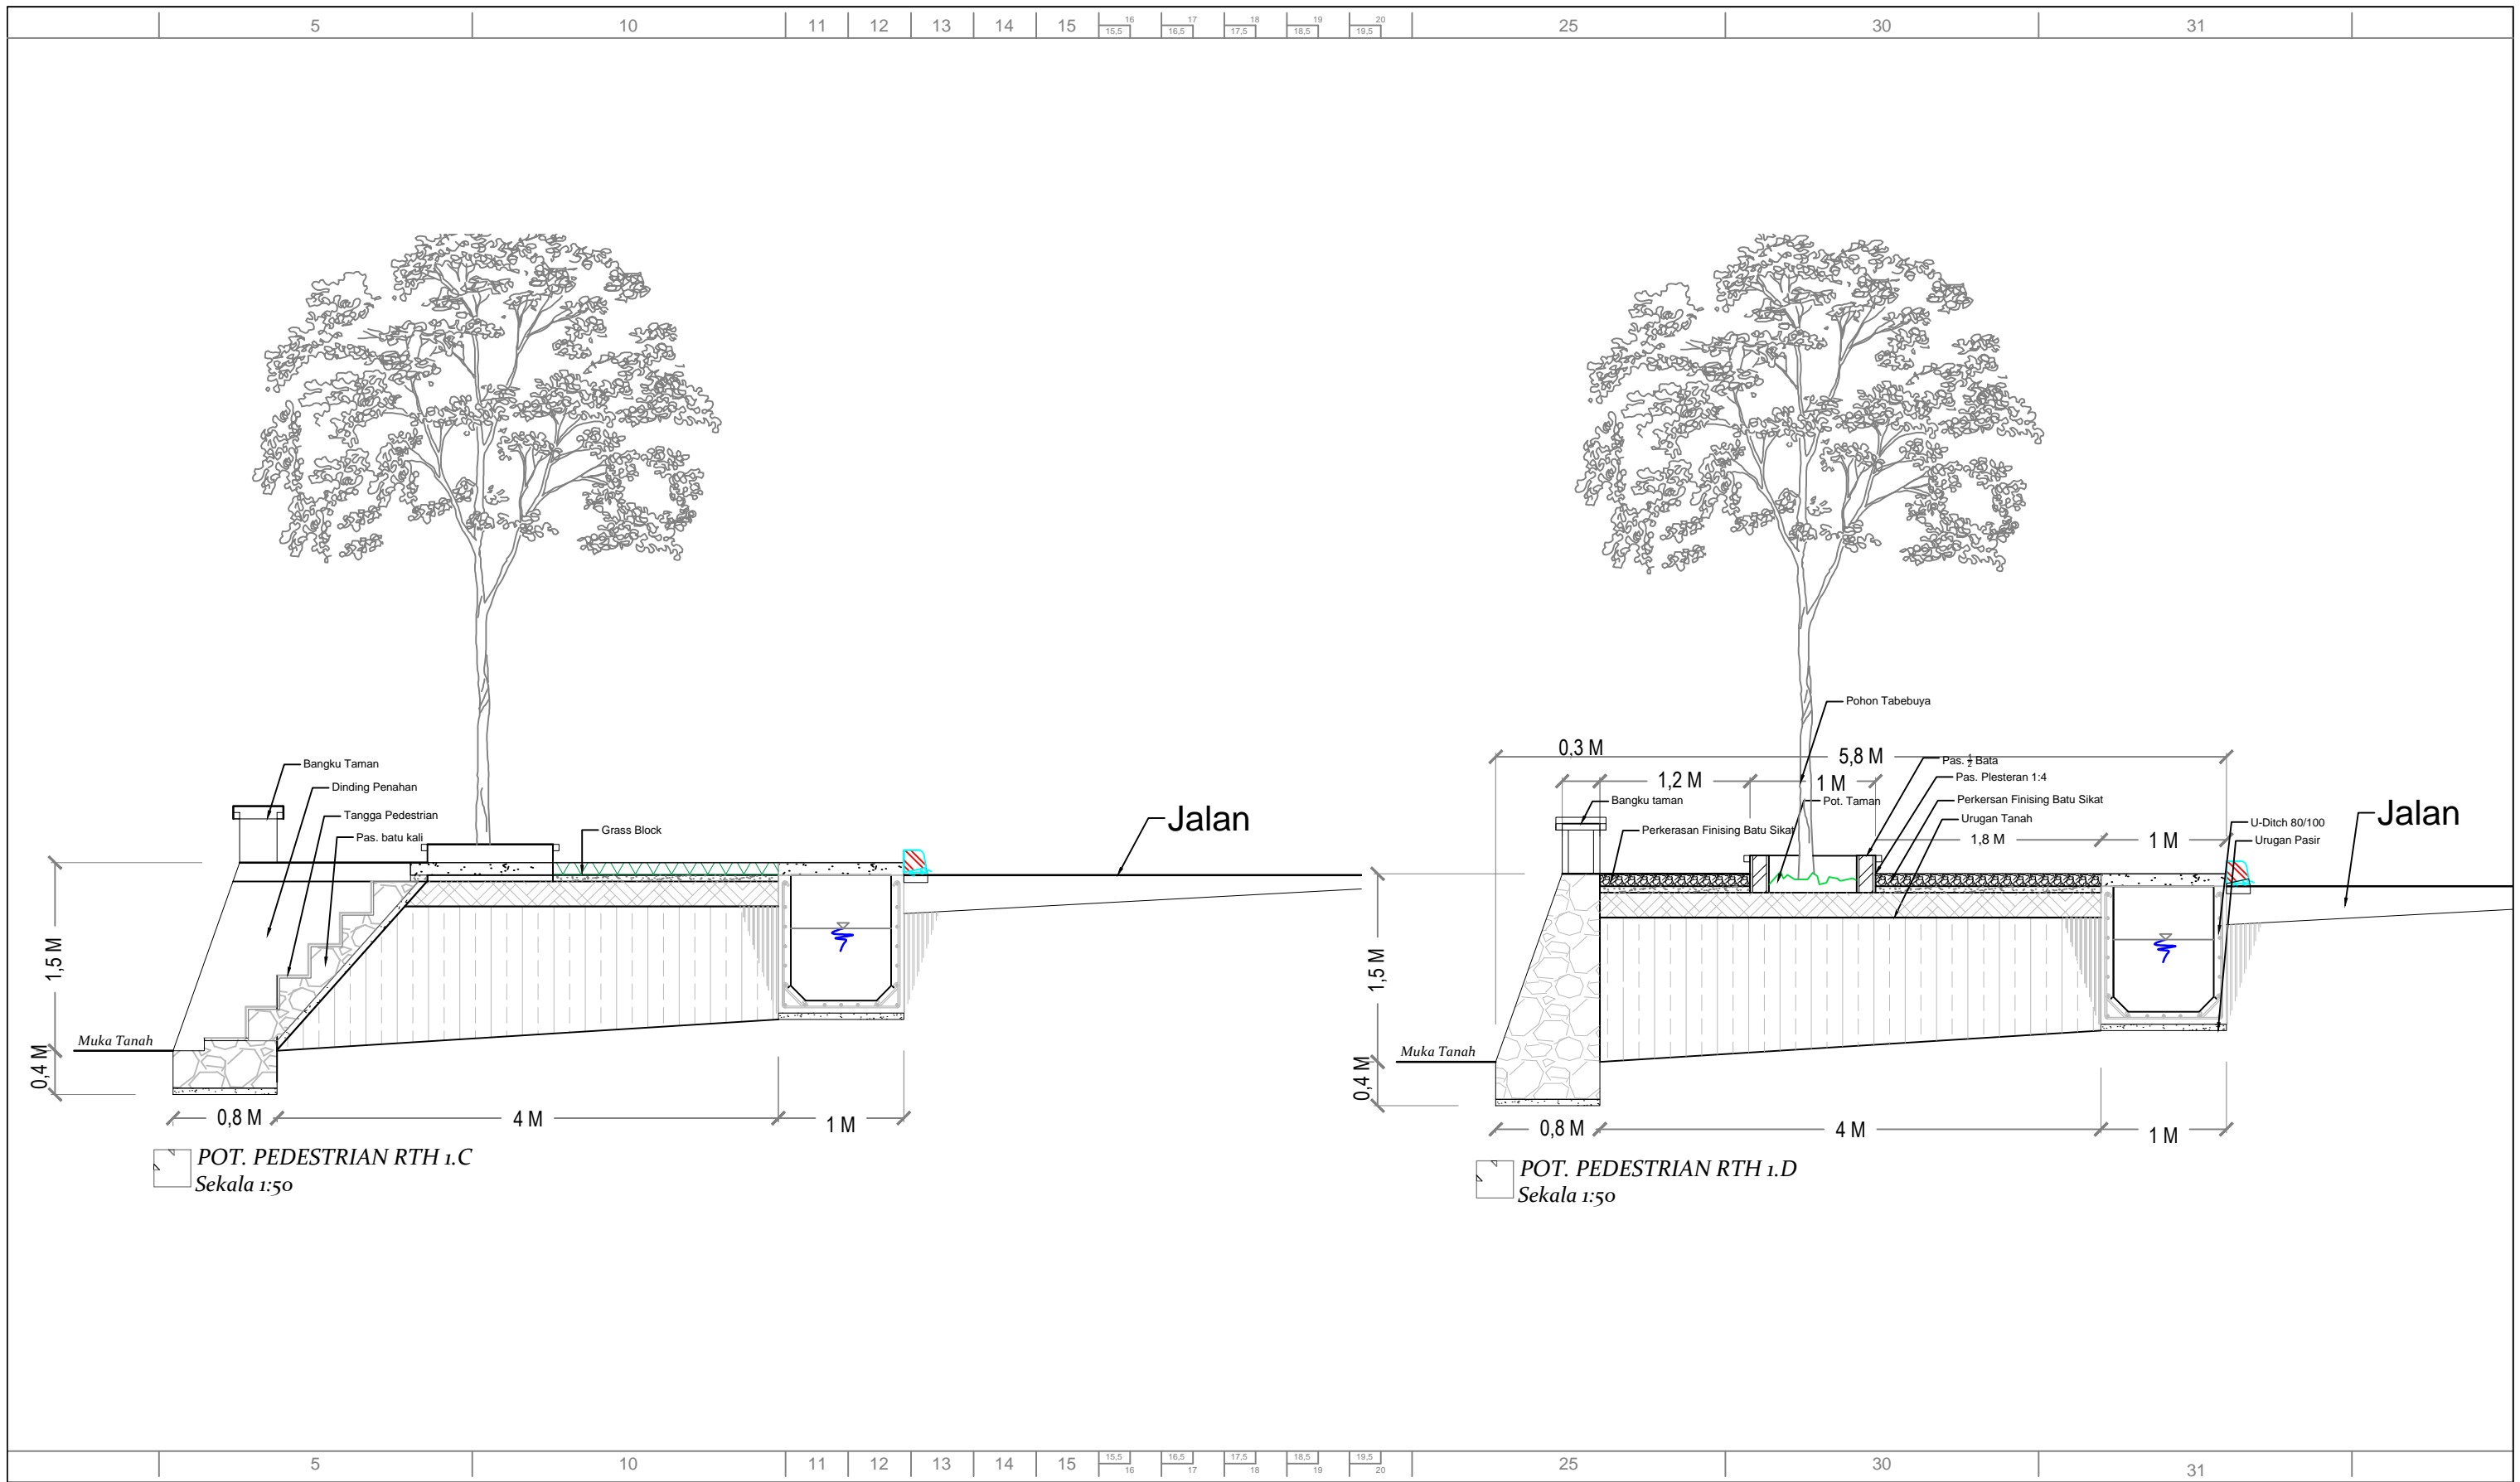 5 10 11 12 13 14 15 16 15,5 17 16,5 18 17,5 19 18,5 20 19,5 25 30 31
Bangku Taman
Dinding Penahan
Tangga Pedestrian
Pas. batu kali
Grass Block
Jalan
1,5 M
Muka Tanah
0,4 M
0,8 M
4 M
1 M
POT. PEDESTRIAN RTH 1.C
Sekala 1:50
Pohon Tabebuya
0,3 M
5,8 M
Pas. ½ Bata
1,2 M
1 M
Pas. Plesteran 1:4
Bangku taman
Pot. Taman
Perkersan Finising Batu Sikat
Jalan
Perkerasan Finising Batu Sikat
Urugan Tanah
U-Ditch 80/100
1,8 M
1 M
Urugan Pasir
1,5 M
Muka Tanah
0,4 M
0,8 M
4 M
1 M
POT. PEDESTRIAN RTH 1.D
Sekala 1:50
5 10 11 12 13 14 15 15,5 16 16,5 17 17,5 18 18,5 19 19,5 20 25 30 31